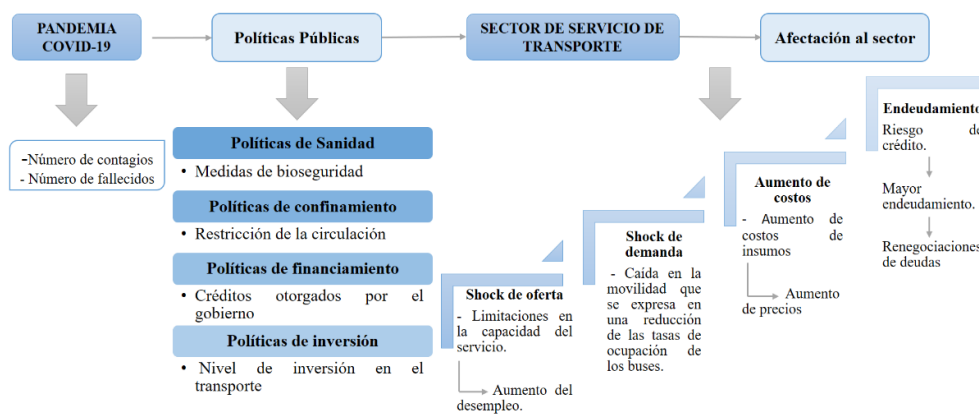 PANDEMIA
COVID-19
Políticas Públicas
SECTOR DE SERVICIO DE
TRANSPORTE
Afectación al sector
-Número de contagios
- Número de fallecidos
Políticas de Sanidad
• Medidas de bioseguridad
Políticas de confinamiento
• Restricción de la circulación
Políticas de financiamiento
• Créditos otorgados por el
gobierno
Políticas de inversión
• Nivel de inversión en el
transporte
Shock de oferta
- Limitaciones en
la capacidad del
servicio.
Aumento del
desempleo.
Shock de
demanda
- Caída en la
movilidad que
se expresa en
una reducción
de las tasas de
ocupación de
los buses.
Aumento de
costos
- Aumento de
costos de
insumos
Aumento
de precios
Endeudamiento
Riesgo de
crédito.
Mayor
endeudamiento.
Renegociaciones
de deudas